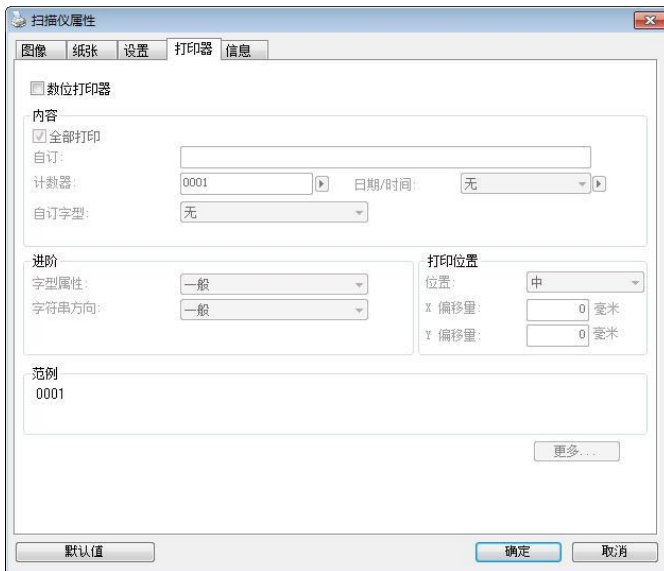 扫描仪属性
图像 纸张 设置 打印器 信息
数位打印器
内容
全部打印
自订:
计数器: 0001 日期/时间: 无
自订字型: 无
进阶
字型属性: 一般
字符串方向: 一般
打印位置
位置: 中
X 偏移量: 0 毫米
Y 偏移量: 0 毫米
范例
0001
更多...
默认值 确定 取消